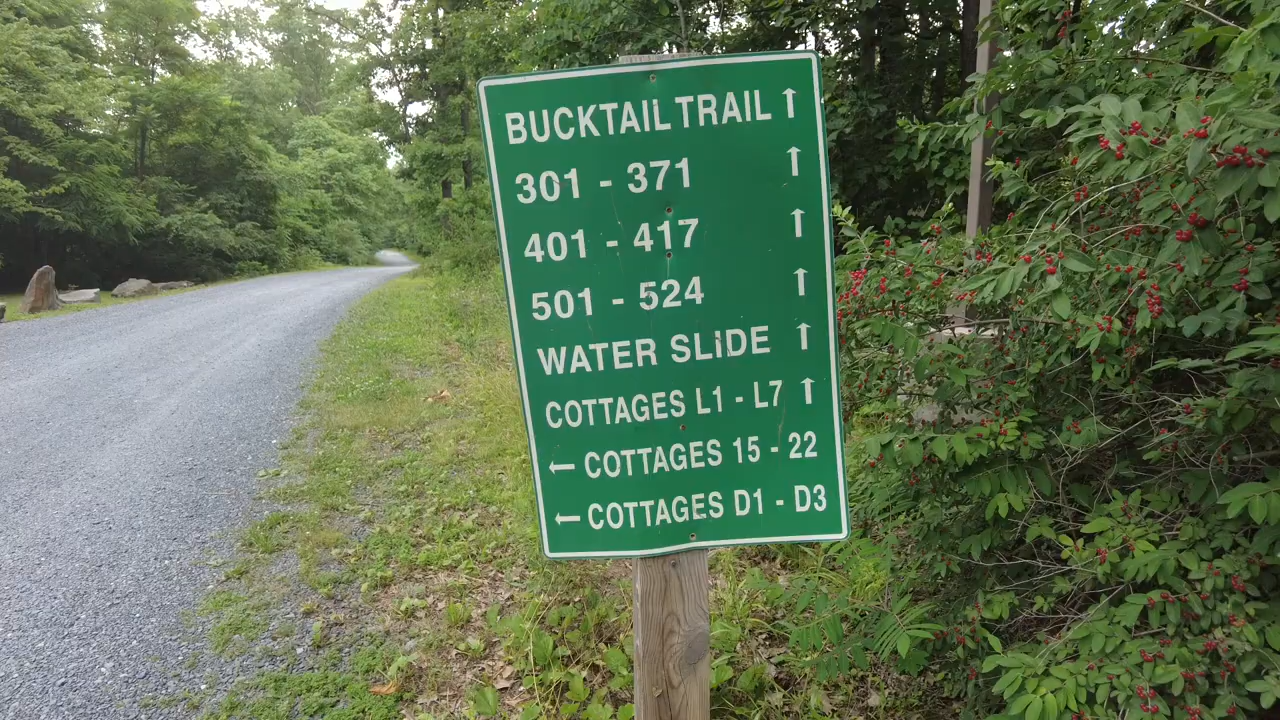 BUCKTAIL TRAIL ↑
301 - 371 ↑
401 - 417 ↑
501 - 524 ↑
WATER SLIDE ↑
COTTAGES L1 - L7 ↑
← COTTAGES 15 - 22
← COTTAGES D1 - D3